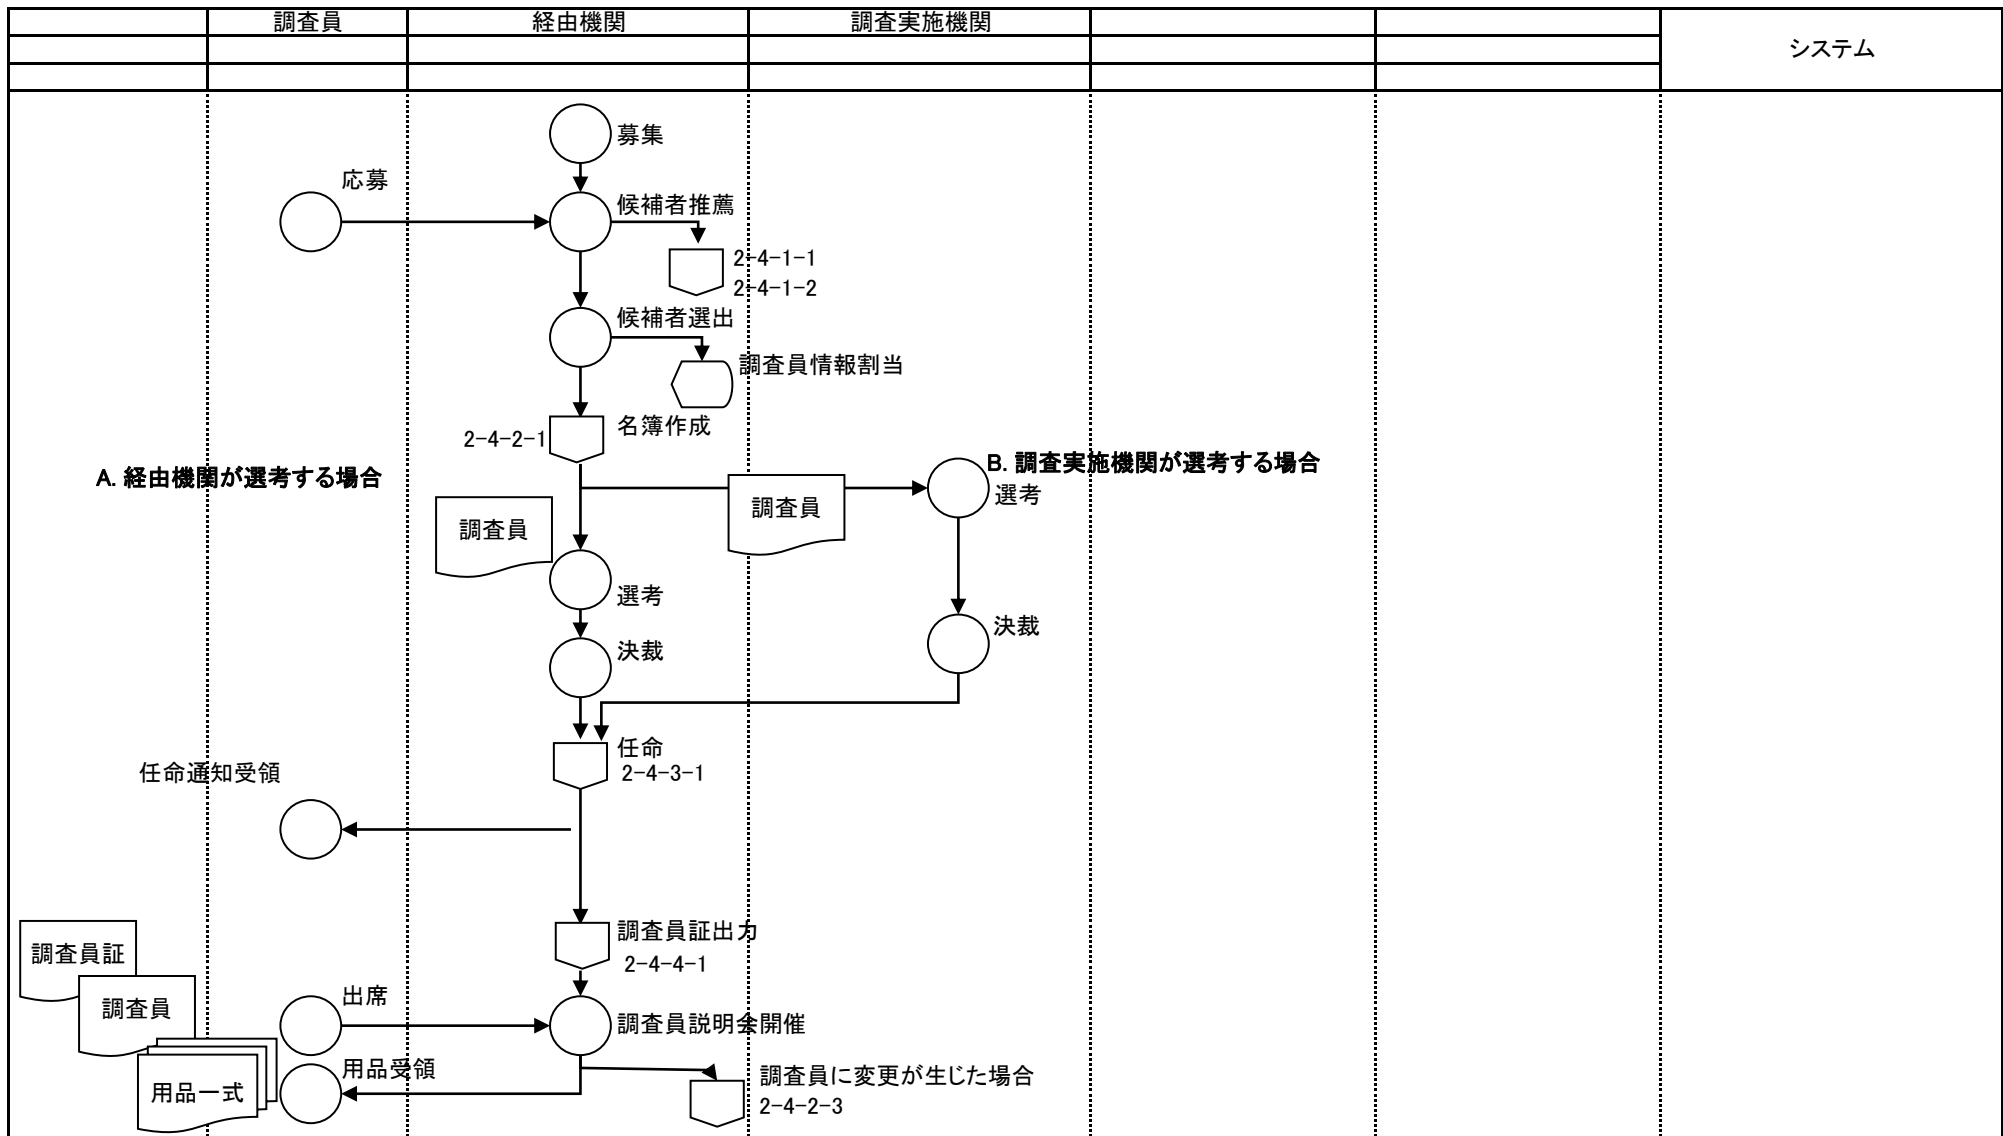 調査員
経由機関
調査実施機関
システム
募集
応募
候補者推薦
2-4-1-1
2-4-1-2
候補者選出
調査員情報割当
名簿作成
2-4-2-1
A. 経由機関が選考する場合
B. 調査実施機関が選考する場合
選考
調査員
調査員
選考
決裁
決裁
任命
2-4-3-1
任命通知受領
調査員証出力
2-4-4-1
調査員証
調査員
出席
調査員説明会開催
用品受領
用品一式
調査員に変更が生じた場合
2-4-2-3